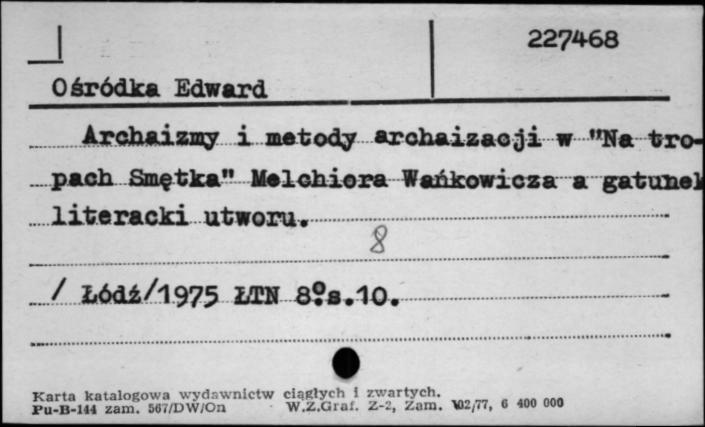 227468
Ośródka Edward
Archaizmy i metody archaizacji w "Na tro-
pach Smętka" Melchiora Wańkowicza a gatunek
literacki utworu.
8
/ Łódź/1975 ŁTN 8° s.10.
Karta katalogowa wydawnictw ciągłych i zwartych.
Pu-B-144 zam. 567/DW/On W.Z.Graf. Z-2, Zam. 102/77, 6 400 000